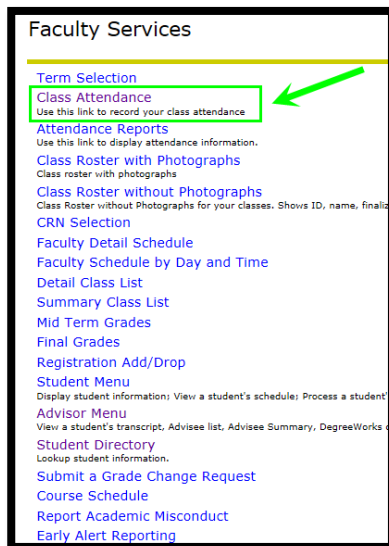 Faculty Services
Term Selection
Class Attendance
Use this link to record your class attendance
Attendance Reports
Use this link to display attendance information.
Class Roster with Photographs
Class roster with photographs
Class Roster without Photographs
Class Roster without Photographs for your classes. Shows ID, name, finaliz
CRN Selection
Faculty Detail Schedule
Faculty Schedule by Day and Time
Detail Class List
Summary Class List
Mid Term Grades
Final Grades
Registration Add/Drop
Student Menu
Display student information; View a student's schedule; Process a student'
Advisor Menu
View a student's transcript, Advisee list, Advisee Summary, DegreeWorks
Student Directory
Lookup student information.
Submit a Grade Change Request
Course Schedule
Report Academic Misconduct
Early Alert Reporting